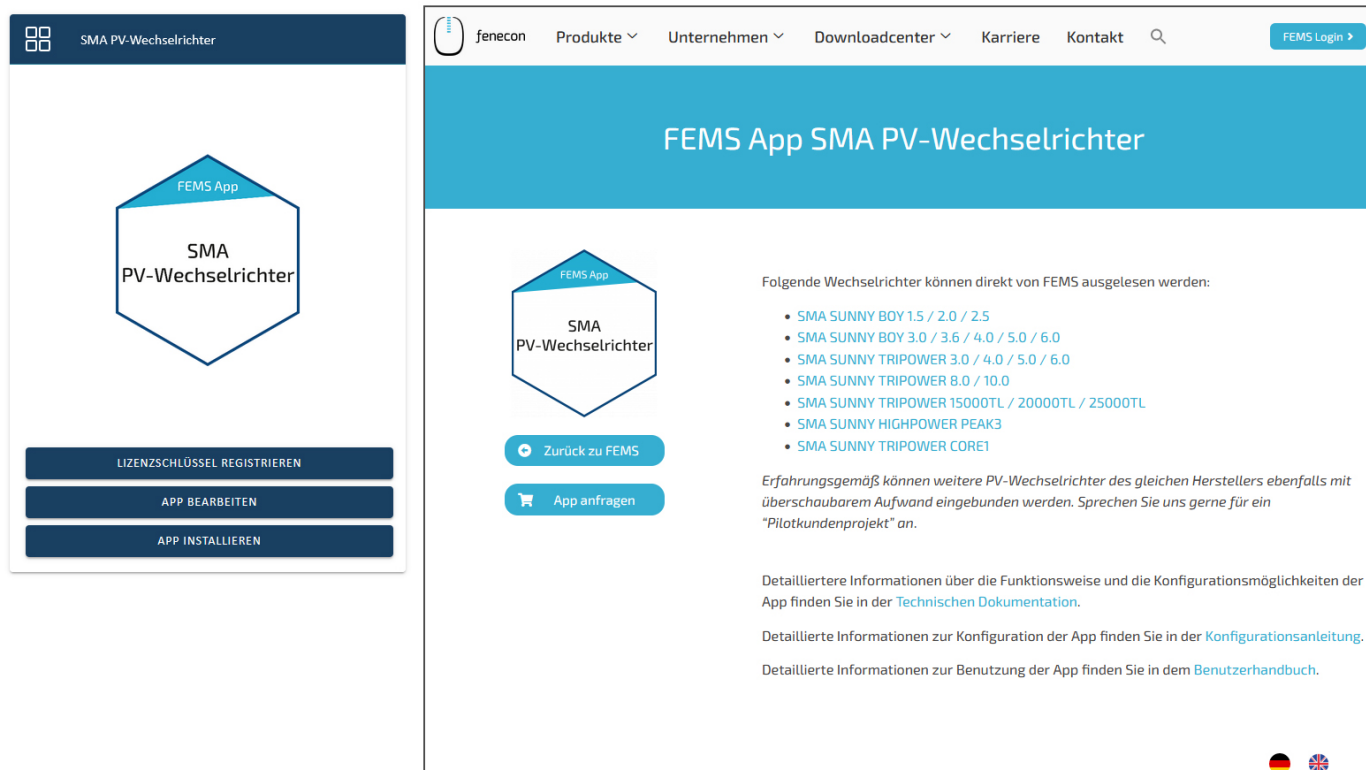 SMA PV-Wechselrichter
FEMS App
SMA
PV-Wechselrichter
LIZENZSCHLÜSSEL REGISTRIEREN
APP BEARBEITEN
APP INSTALLIEREN
fenecon
Produkte
Unternehmen
Downloadcenter
Karriere
Kontakt
FEMS Login
FEMS App SMA PV-Wechselrichter
FEMS App
SMA
PV-Wechselrichter
Zurück zu FEMS
App anfragen
Folgende Wechselrichter können direkt von FEMS ausgelesen werden:
• SMA SUNNY BOY 1.5 / 2.0 / 2.5
• SMA SUNNY BOY 3.0 / 3.6 / 4.0 / 5.0 / 6.0
• SMA SUNNY TRIPOWER 3.0 / 4.0 / 5.0 / 6.0
• SMA SUNNY TRIPOWER 8.0 / 10.0
• SMA SUNNY TRIPOWER 15000TL / 20000TL / 25000TL
• SMA SUNNY HIGHPOWER PEAK3
• SMA SUNNY TRIPOWER CORE1
Erfahrungsgemäß können weitere PV-Wechselrichter des gleichen Herstellers ebenfalls mit
überschaubarem Aufwand eingebunden werden. Sprechen Sie uns gerne für ein
"Pilotkundenprojekt" an.
Detailliertere Informationen über die Funktionsweise und die Konfigurationsmöglichkeiten der
App finden Sie in der Technischen Dokumentation.
Detaillierte Informationen zur Konfiguration der App finden Sie in der Konfigurationsanleitung.
Detaillierte Informationen zur Benutzung der App finden Sie in dem Benutzerhandbuch.